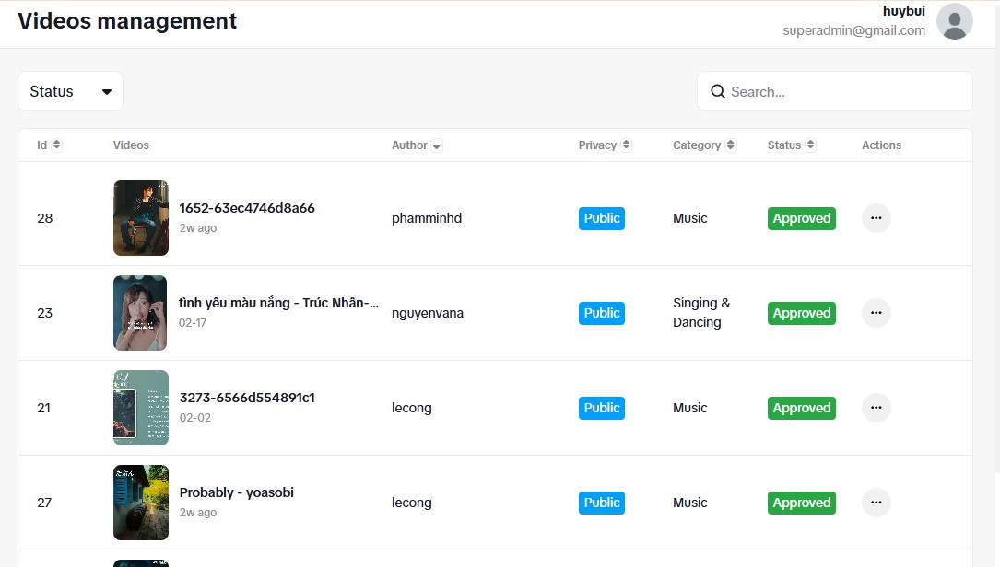 Videos management
huybui
superadmin@gmail.com
Status
Search...
Id Videos Author Privacy Category Status Actions
28 1652-63ec4746d8a66 phamminhd Public Music Approved
2w ago
23 tình yêu màu nắng - Trúc Nhân-... nguyenvana Public Singing & Dancing Approved
02-17
21 3273-6566d554891c1 lecong Public Music Approved
02-02
27 Probably - yoasobi lecong Public Music Approved
2w ago